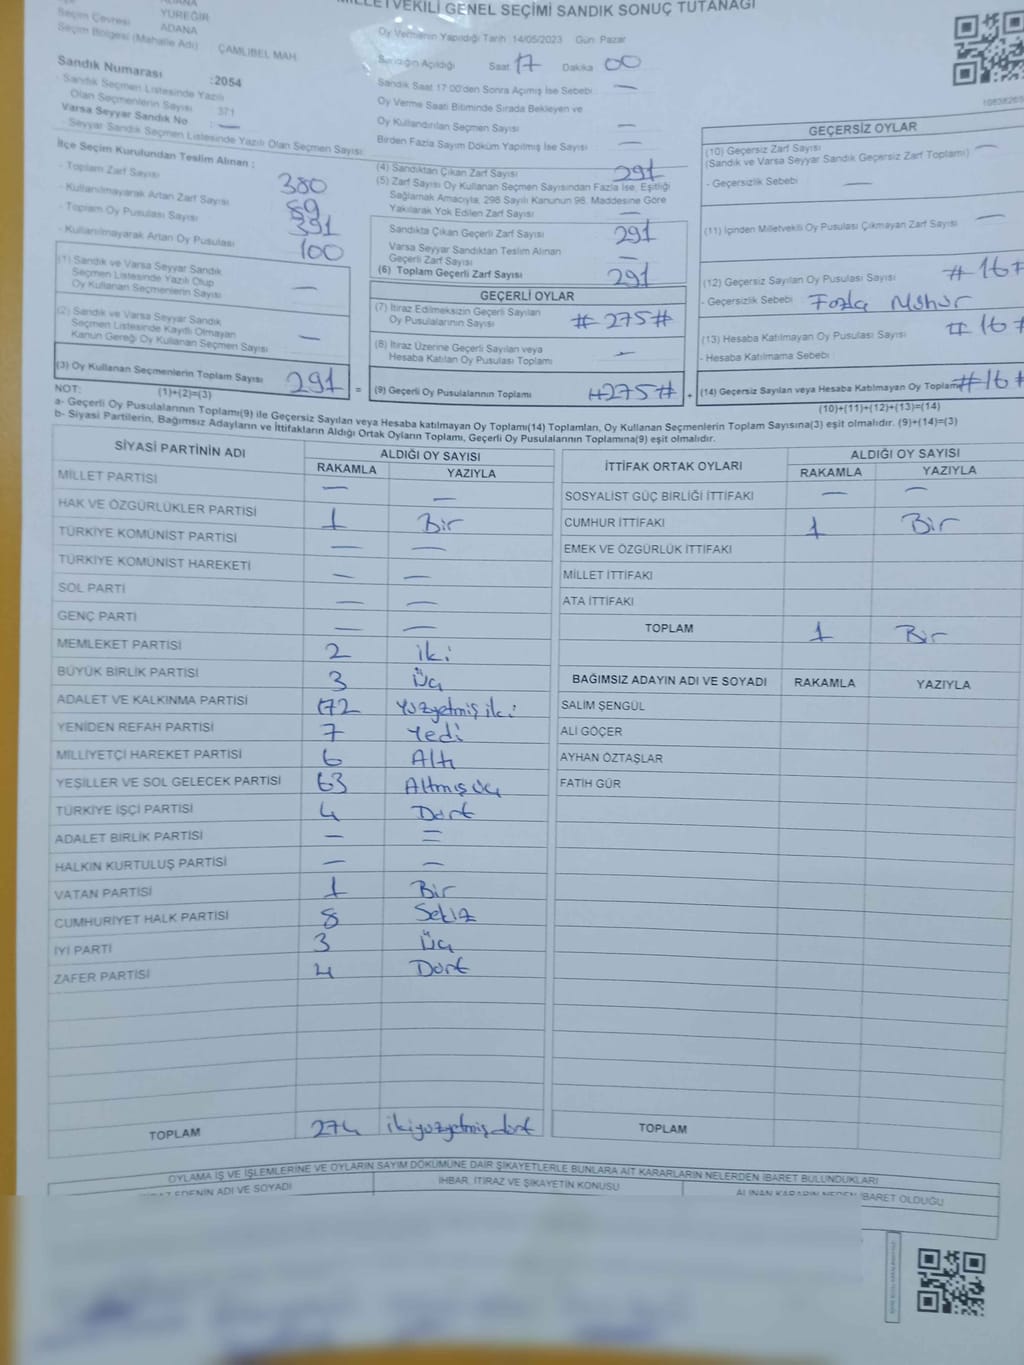 MİLLETVEKİLİ GENEL SEÇİMİ SANDIK SONUÇ TUTANAĞI
ADANA
YÜREĞİR
Seçim Çevresi ADANA
Seçim Bölgesi (Mahalle Adı) ÇAMLIBEL MAH
Sandık Numarası :2054
- Sandık Seçmen Listesinde Yazılı
Olan Seçmenlerin Sayısı 371
Varsa Seyyar Sandık No : —
- Seyyar Sandık Seçmen Listesinde Yazılı Olan Seçmen Sayısı:
İlçe Seçim Kurulundan Teslim Alınan :
- Toplam Zarf Sayısı 380
- Kullanılmayarak Artan Zarf Sayısı 89
- Toplam Oy Pusulası Sayısı 391
- Kullanılmayarak Artan Oy Pusulası 100
(1) Sandık ve Varsa Seyyar Sandık
Seçmen Listesinde Yazılı Olup
Oy Kullanan Seçmenlerin Sayısı —
(2) Sandık ve Varsa Seyyar Sandık
Seçmen Listesinde Kayıtlı Olmayan
Kanun Gereği Oy Kullanan Seçmen Sayısı —
(3) Oy Kullanan Seçmenlerin Toplam Sayısı 291
(1)+(2)=(3)
Oy Vermenin Yapıldığı Tarih 14/05/2023 Gün: Pazar
Sandığın Açıldığı Saat 17 Dakika 00
Sandık Saat 17.00'den Sonra Açılmış İse Sebebi —
Oy Verme Saati Bitiminde Sırada Bekleyen ve
Oy Kullandırılan Seçmen Sayısı —
Birden Fazla Sayım Döküm Yapılmış İse Sayısı —
(4) Sandıktan Çıkan Zarf Sayısı 291
(5) Zarf Sayısı Oy Kullanan Seçmen Sayısından Fazla İse, Eşitliği
Sağlamak Amacıyla, 298 Sayılı Kanunun 98. Maddesine Göre
Yakılarak Yok Edilen Zarf Sayısı —
Sandıkta Çıkan Geçerli Zarf Sayısı 291
Varsa Seyyar Sandıktan Teslim Alınan
Geçerli Zarf Sayısı —
(6) Toplam Geçerli Zarf Sayısı 291
GEÇERLİ OYLAR
(7) İtiraz Edilmeksizin Geçerli Sayılan
Oy Pusulalarının Sayısı #275#
(8) İtiraz Üzerine Geçerli Sayılan veya
Hesaba Katılan Oy Pusulası Toplamı —
= (9) Geçerli Oy Pusulalarının Toplamı #275# +
GEÇERSİZ OYLAR
(10) Geçersiz Zarf Sayısı —
(Sandık ve Varsa Seyyar Sandık Geçersiz Zarf Toplamı)
- Geçersizlik Sebebi —
(11) İçinden Milletvekili Oy Pusulası Çıkmayan Zarf Sayısı —
(12) Geçersiz Sayılan Oy Pusulası Sayısı #16#
- Geçersizlik Sebebi Fazla Mühür
(13) Hesaba Katılmayan Oy Pusulası Sayısı #16#
- Hesaba Katılmama Sebebi
(14) Geçersiz Sayılan veya Hesaba Katılmayan Oy Toplamı #16#
(10)+(11)+(12)+(13)=(14)
NOT:
a- Geçerli Oy Pusulalarının Toplamı(9) ile Geçersiz Sayılan veya Hesaba katılmayan Oy Toplamı(14) Toplamları, Oy Kullanan Seçmenlerin Toplam Sayısına(3) eşit olmalıdır. (9)+(14)=(3)
b- Siyasi Partilerin, Bağımsız Adayların ve İttifakların Aldığı Ortak Oyların Toplamı, Geçerli Oy Pusulalarının Toplamına(9) eşit olmalıdır.
SİYASİ PARTİNİN ADI ALDIĞI OY SAYISI
RAKAMLA YAZIYLA
MİLLET PARTİSİ — —
HAK VE ÖZGÜRLÜKLER PARTİSİ 1 Bir
TÜRKİYE KOMÜNİST PARTİSİ — —
TÜRKİYE KOMÜNİST HAREKETİ — —
SOL PARTİ — —
GENÇ PARTİ — —
MEMLEKET PARTİSİ 2 iki
BÜYÜK BİRLİK PARTİSİ 3 Üç
ADALET VE KALKINMA PARTİSİ 172 Yüzyetmiş iki
YENİDEN REFAH PARTİSİ 7 Yedi
MİLLİYETÇİ HAREKET PARTİSİ 6 Altı
YEŞİLLER VE SOL GELECEK PARTİSİ 63 Altmış üç
TÜRKİYE İŞÇİ PARTİSİ 4 Dört
ADALET BİRLİK PARTİSİ — =
HALKIN KURTULUŞ PARTİSİ — —
VATAN PARTİSİ 1 Bir
CUMHURİYET HALK PARTİSİ 8 Sekiz
İYİ PARTİ 3 Üç
ZAFER PARTİSİ 4 Dört
TOPLAM 274 ikiyüzyetmişdört
İTTİFAK ORTAK OYLARI ALDIĞI OY SAYISI
RAKAMLA YAZIYLA
SOSYALİST GÜÇ BİRLİĞİ İTTİFAKI — —
CUMHUR İTTİFAKI 1 Bir
EMEK VE ÖZGÜRLÜK İTTİFAKI
MİLLET İTTİFAKI
ATA İTTİFAKI
TOPLAM 1 Bir
BAĞIMSIZ ADAYIN ADI VE SOYADI RAKAMLA YAZIYLA
SALİM ŞENGÜL
ALİ GÖÇER
AYHAN ÖZTAŞLAR
FATİH GÜR
TOPLAM
OYLAMA İŞ VE İŞLEMLERİNE VE OYLARIN SAYIM DÖKÜMÜNE DAİR ŞİKAYETLERLE BUNLARA AİT KARARLARIN NELERDEN İBARET BULUNDUKLARI
EDENİN ADI VE SOYADI İHBAR, İTİRAZ VE ŞİKAYETİN KONUSU ALINAN KARARIN NEDEN İBARET OLDUĞU